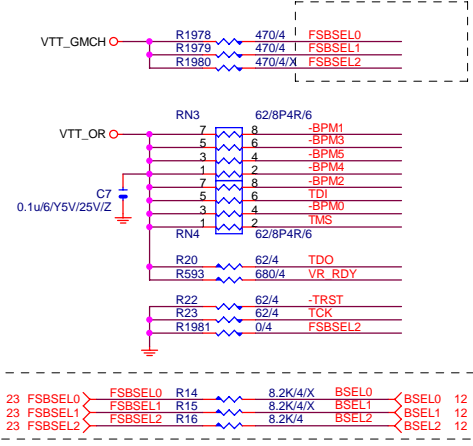 R1978 470/4 FSBSEL0
VTT_GMCH R1979 470/4 FSBSEL1
R1980 470/4/X FSBSEL2
RN3 62/8P4R/6
VTT_OR 7 8 -BPM1
5 6 -BPM3
3 4 -BPM5
1 2 -BPM4
C7 7 8 -BPM2
0.1u/6/Y5V/25V/Z 5 6 TDI
3 4 -BPM0
1 2 TMS
RN4 62/8P4R/6
R20 62/4 TDO
R593 680/4 VR_RDY
R22 62/4 -TRST
R23 62/4 TCK
R1981 0/4 FSBSEL2
23 FSBSEL0 FSBSEL0 R14 8.2K/4/X BSEL0 BSEL0 12
23 FSBSEL1 FSBSEL1 R15 8.2K/4/X BSEL1 BSEL1 12
23 FSBSEL2 FSBSEL2 R16 8.2K/4 BSEL2 BSEL2 12